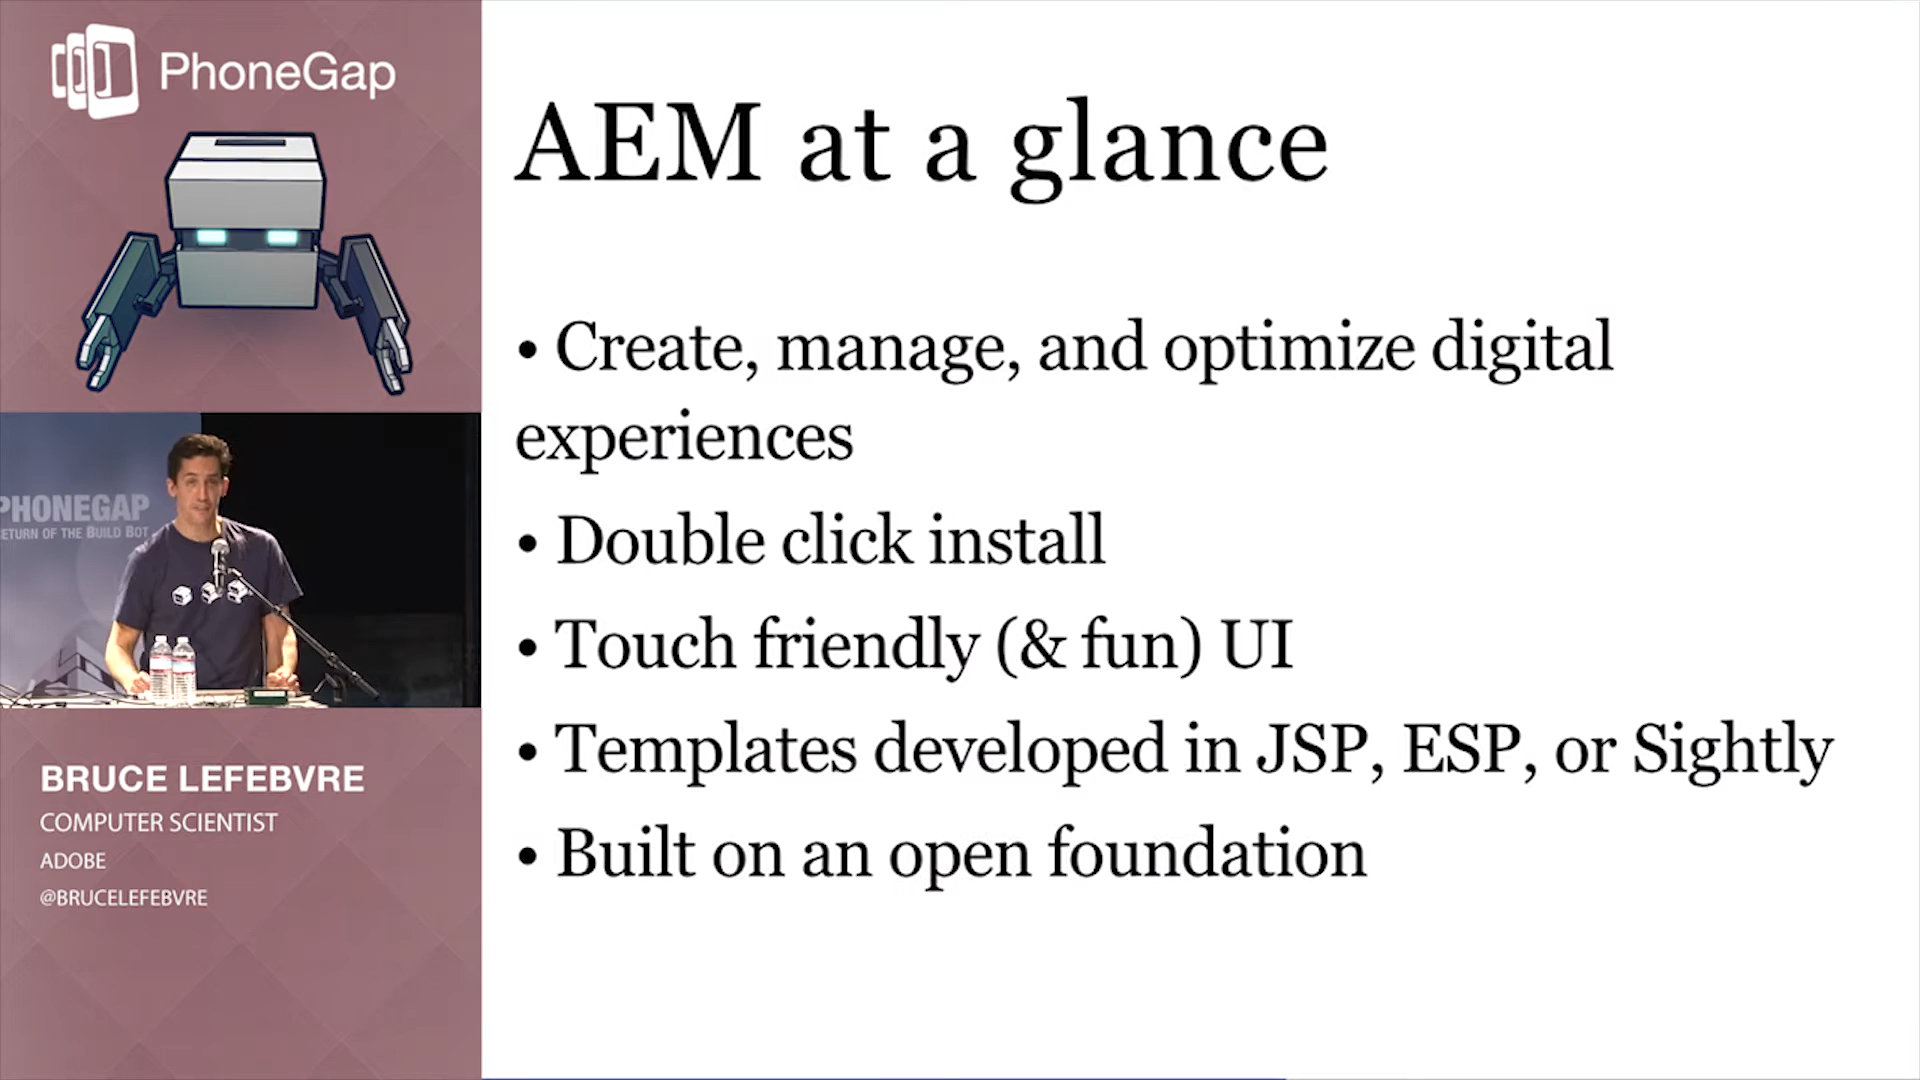 PhoneGap
PHONEGAP
ETURN OF THE BUILD BOT
BRUCE LEFEBVRE
COMPUTER SCIENTIST
ADOBE
@BRUCELEFEBVRE
AEM at a glance
• Create, manage, and optimize digital
experiences
• Double click install
• Touch friendly (& fun) UI
• Templates developed in JSP, ESP, or Sightly
• Built on an open foundation